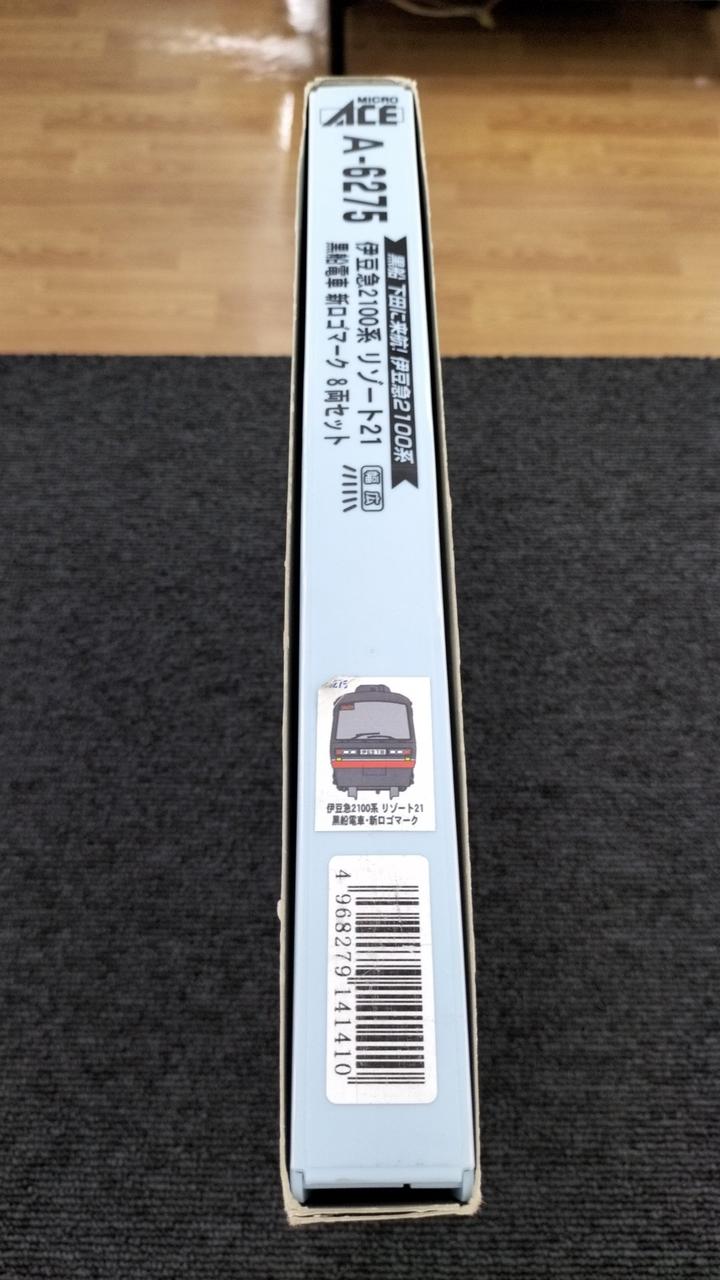 MICRO ACE
A-6275
黒船 下田に来航! 伊豆急2100系
伊豆急2100系 リゾート21
黒船電車 新ロゴマーク 8両セット
幅広
伊豆急2100系 リゾート21
黒船電車・新ロゴマーク
4 968279 141410